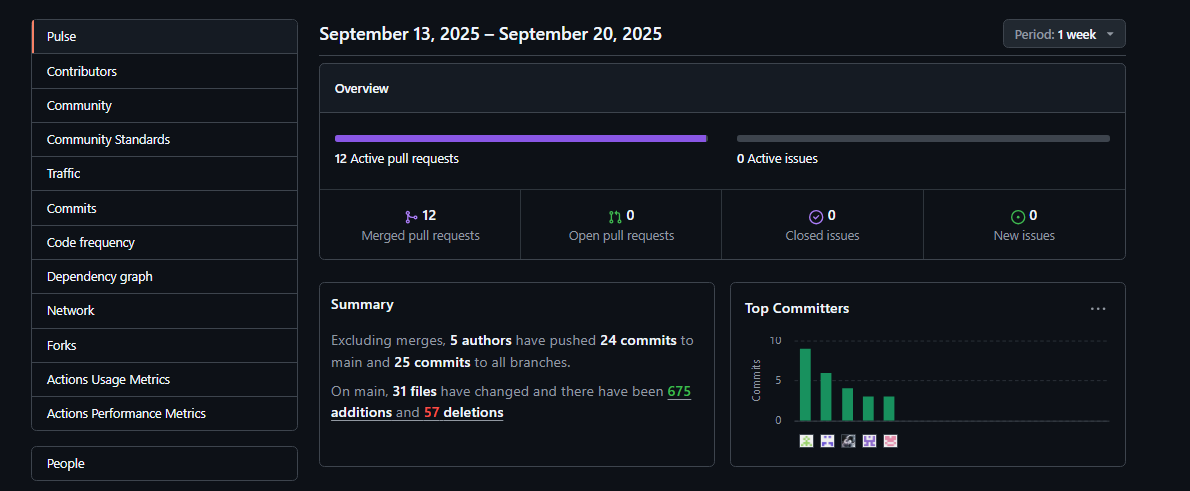 Pulse
Contributors
Community
Community Standards
Traffic
Commits
Code frequency
Dependency graph
Network
Forks
Actions Usage Metrics
Actions Performance Metrics
People
September 13, 2025 – September 20, 2025
Period: 1 week
Overview
12 Active pull requests
0 Active issues
12
Merged pull requests
0
Open pull requests
0
Closed issues
0
New issues
Summary
Excluding merges, 5 authors have pushed 24 commits to
main and 25 commits to all branches.
On main, 31 files have changed and there have been 675
additions and 57 deletions
Top Committers
Commits
10
5
0